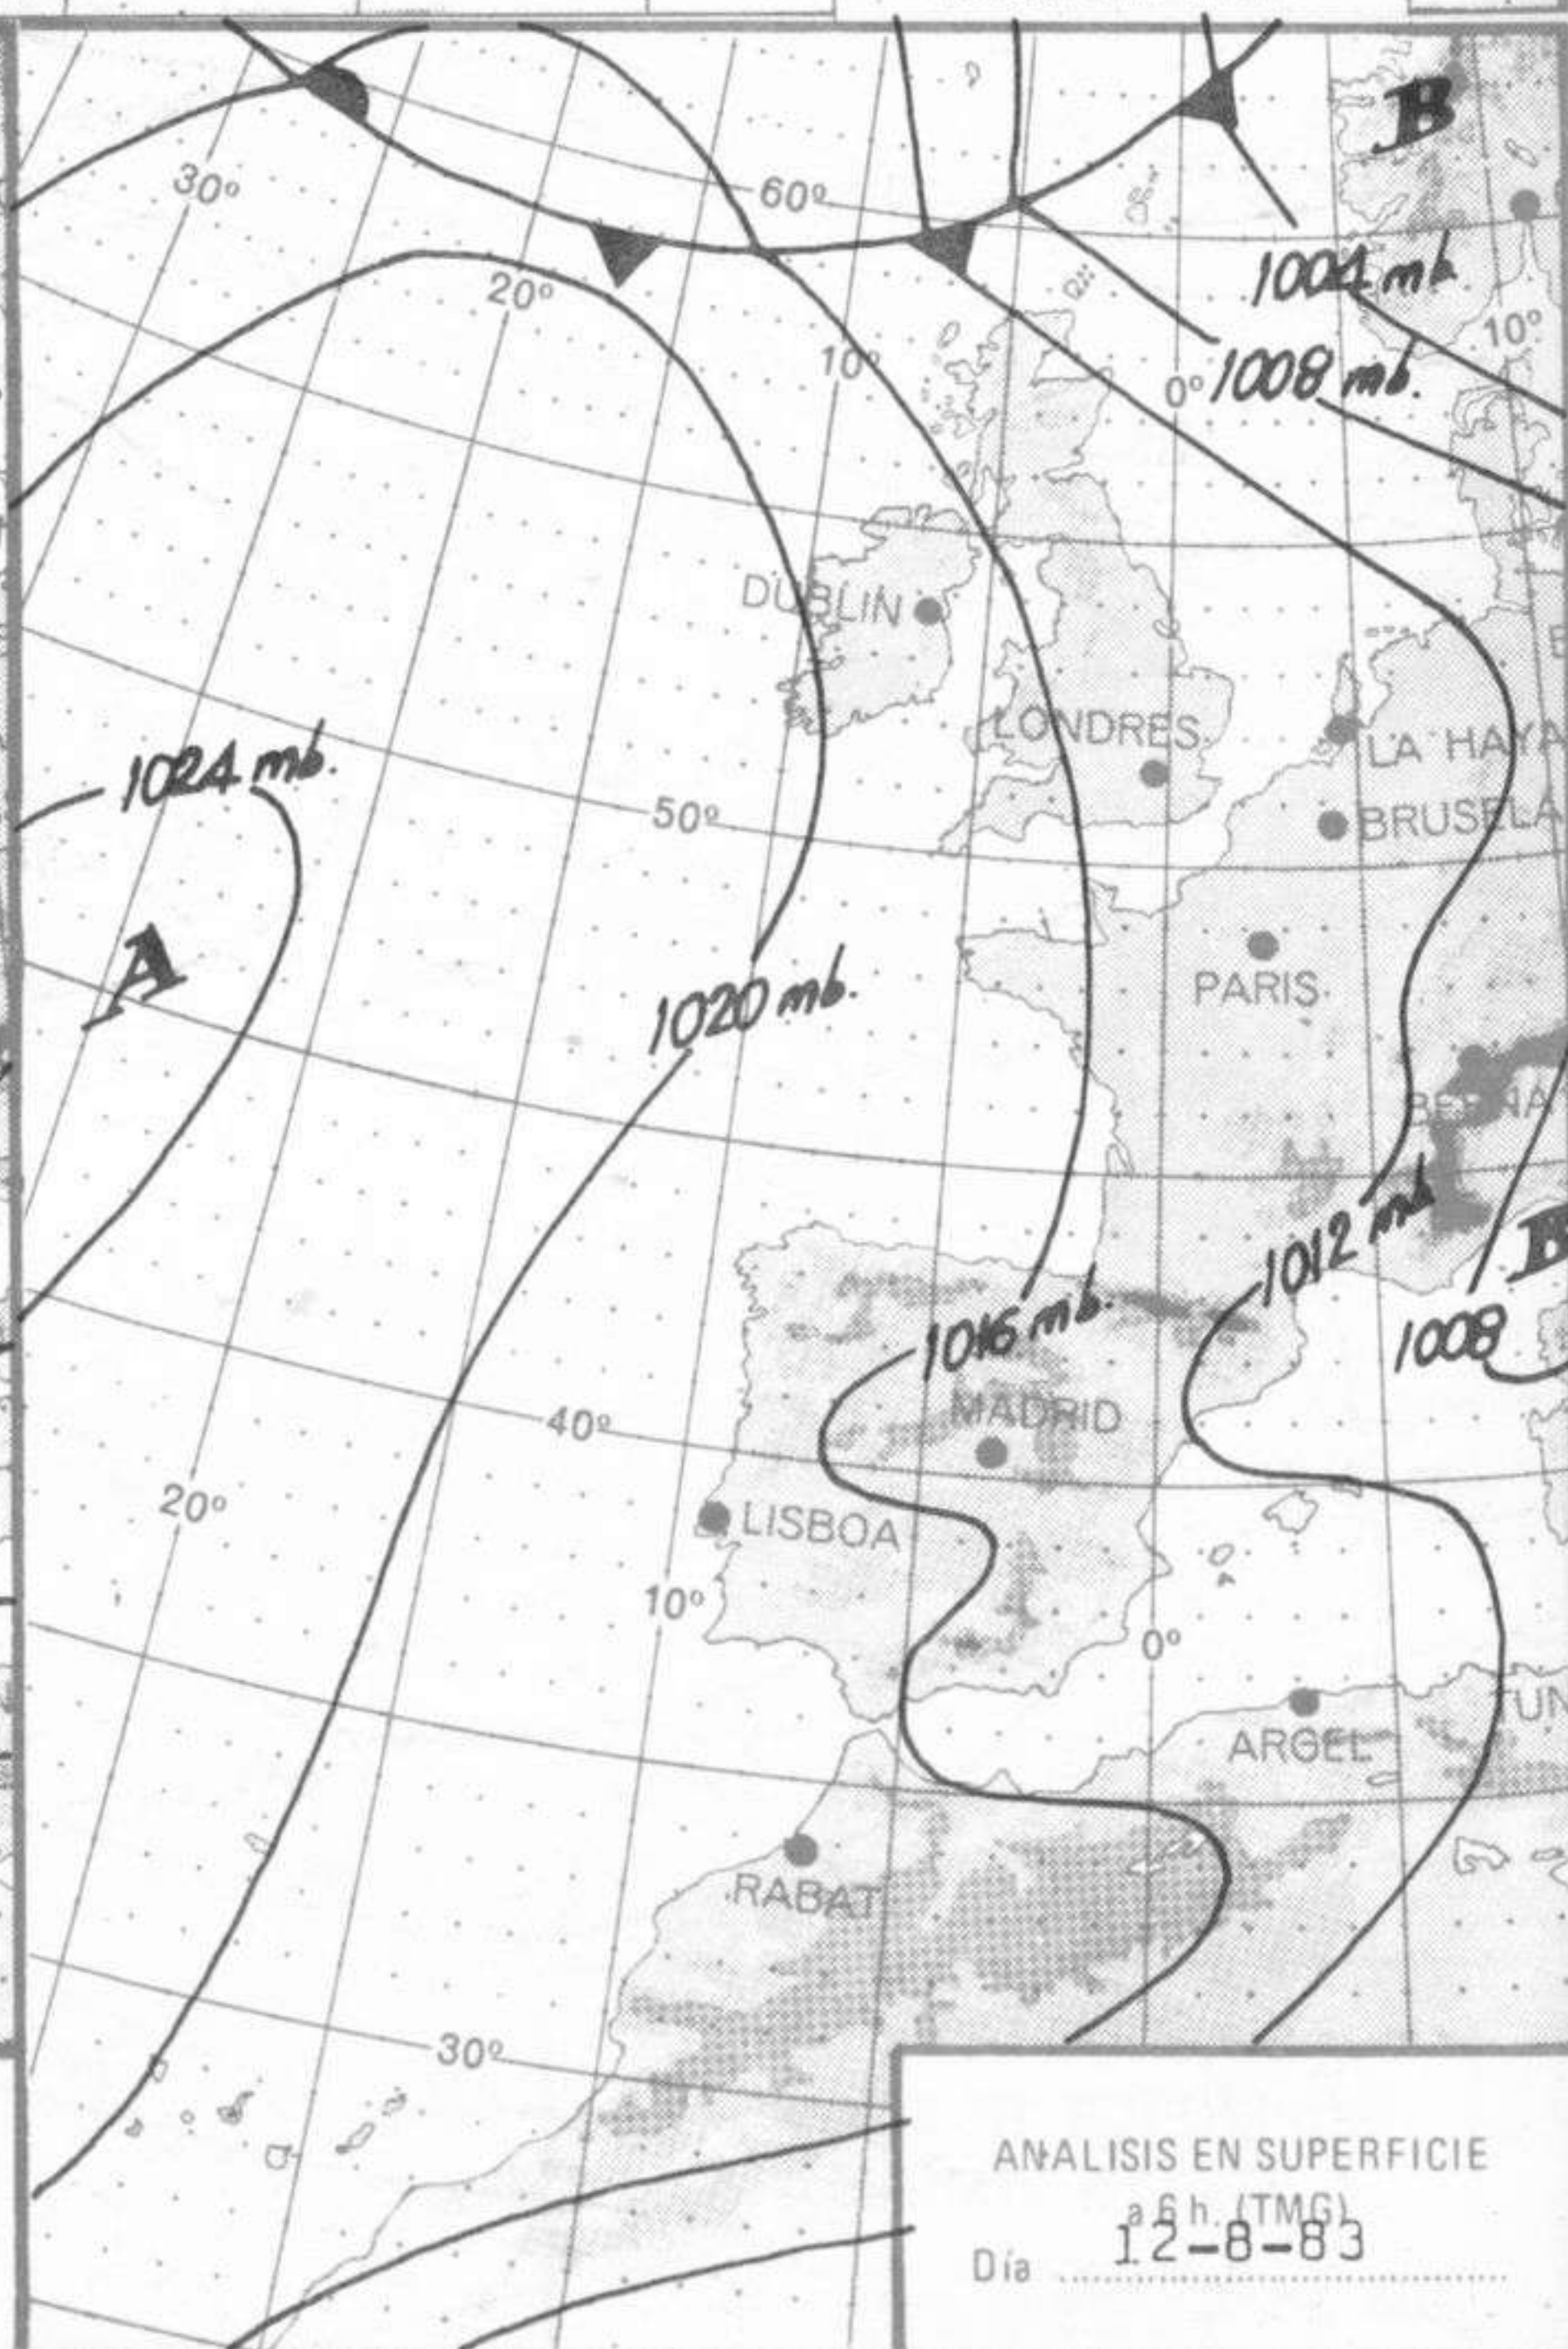 B
30º
60º
20º
1004 mb.
10º
10º
0º
1008 mb.
DUBLIN
LONDRES
LA HAYA
1024 mb.
50º
BRUSELA
A
PARIS
1020 mb.
BERNA
1012 mb
B
1016 mb.
1008
MADRID
40º
20º
LISBOA
10º
0º
TUN
ARGEL
RABAT
30º
ANALISIS EN SUPERFICIE
a 6 h. (TMG)
Día 12-8-83